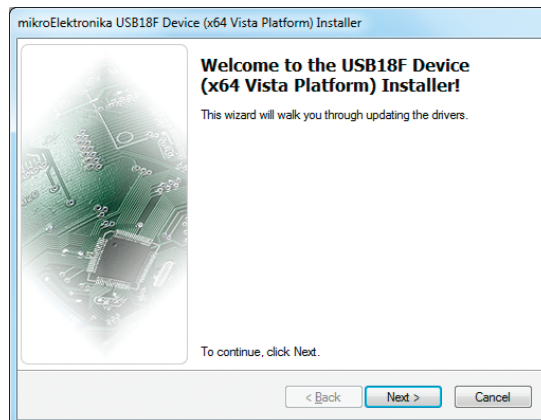 mikroElektronika USB18F Device (x64 Vista Platform) Installer
Welcome to the USB18F Device
(x64 Vista Platform) Installer!
This wizard will walk you through updating the drivers.
To continue, click Next.
< Back Next > Cancel